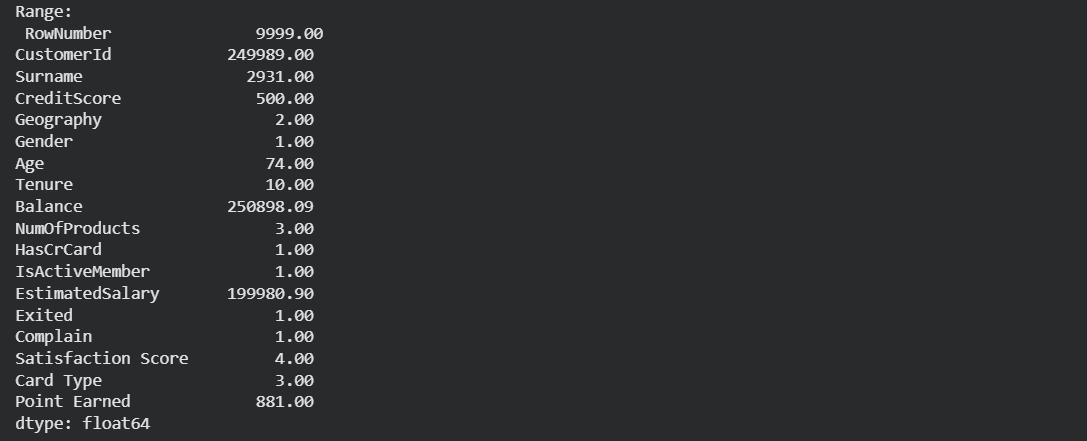 Range:
 RowNumber               9999.00
CustomerId            249989.00
Surname                 2931.00
CreditScore              500.00
Geography                  2.00
Gender                     1.00
Age                       74.00
Tenure                    10.00
Balance               250898.09
NumOfProducts              3.00
HasCrCard                  1.00
IsActiveMember             1.00
EstimatedSalary       199980.90
Exited                     1.00
Complain                   1.00
Satisfaction Score         4.00
Card Type                  3.00
Point Earned             881.00
dtype: float64